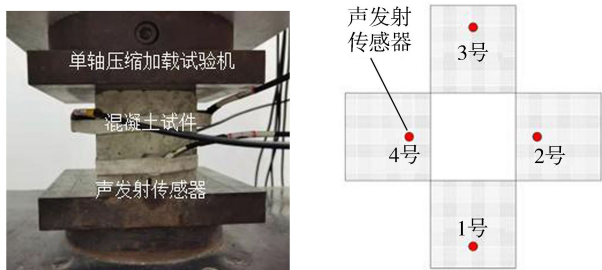 单轴压缩加载试验机
混凝土试件
声发射传感器
声发射
传感器
3号
4号
2号
1号